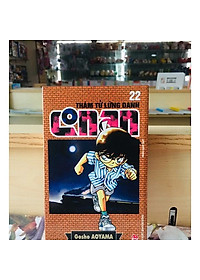 22
THÁM TỬ LỪNG DANH
CONAN
Gosho AOYAMA